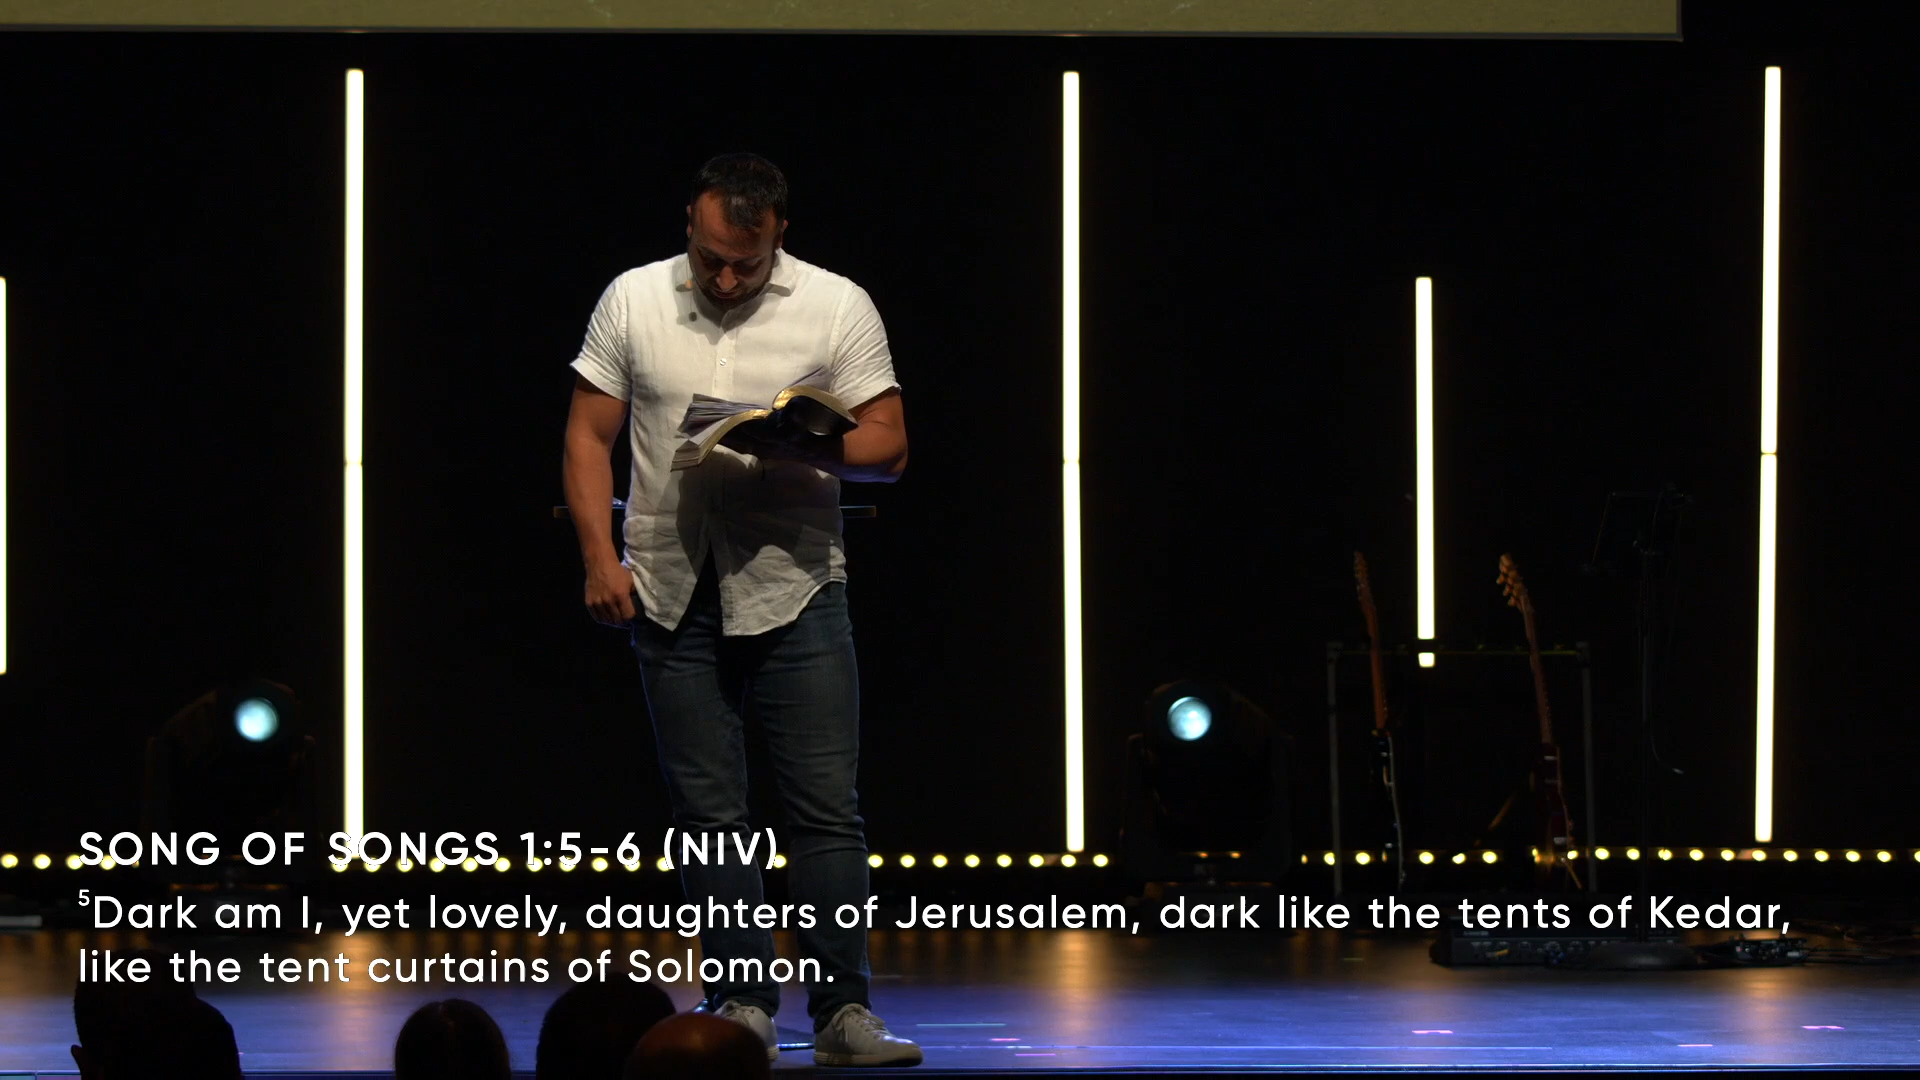 SONG OF SONGS 1:5-6 (NIV)
⁵Dark am I, yet lovely, daughters of Jerusalem, dark like the tents of Kedar,
like the tent curtains of Solomon.